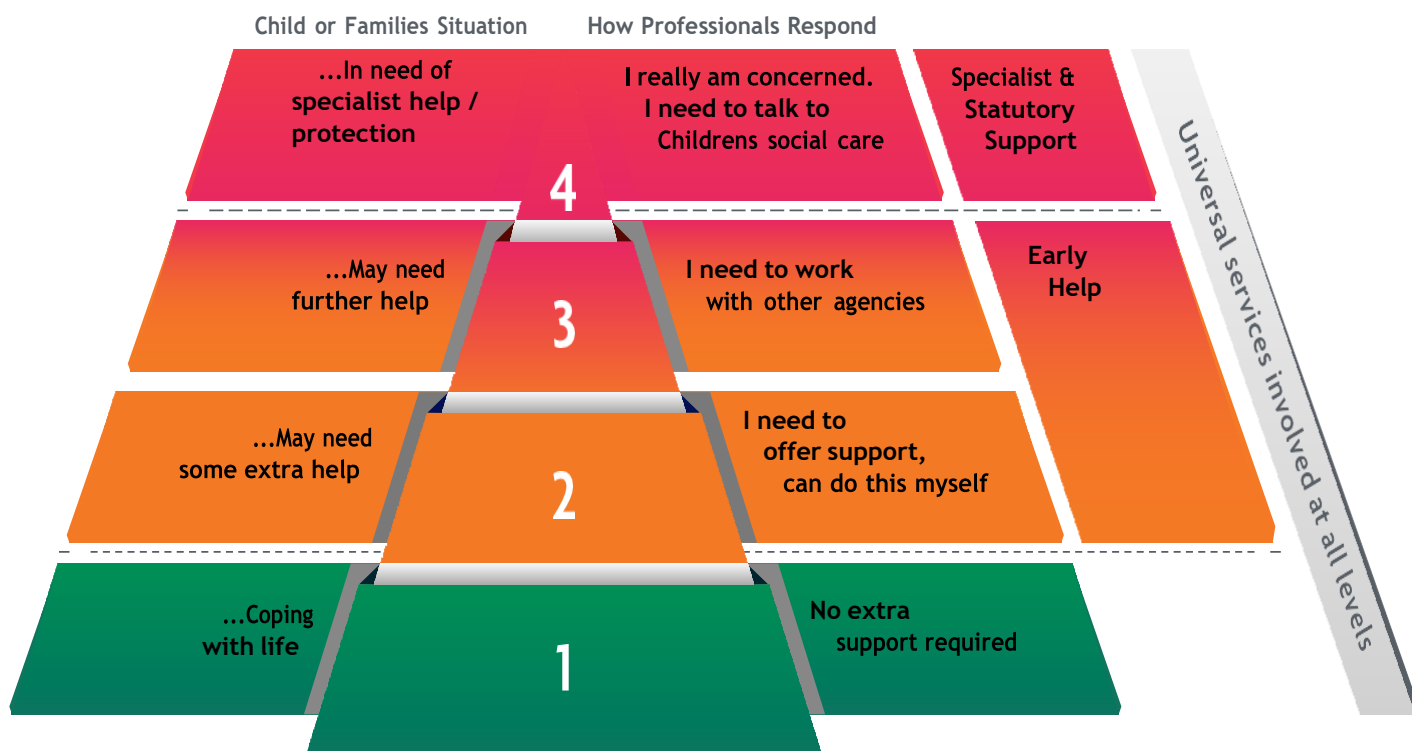 Child or Families Situation
How Professionals Respond
...In need of
specialist help /
protection
4
I really am concerned.
I need to talk to
Childrens social care
Specialist &
Statutory
Support
...May need
further help
3
I need to work
with other agencies
Early
Help
...May need
some extra help
2
I need to
offer support,
can do this myself
...Coping
with life
1
No extra
support required
Universal services involved at all levels